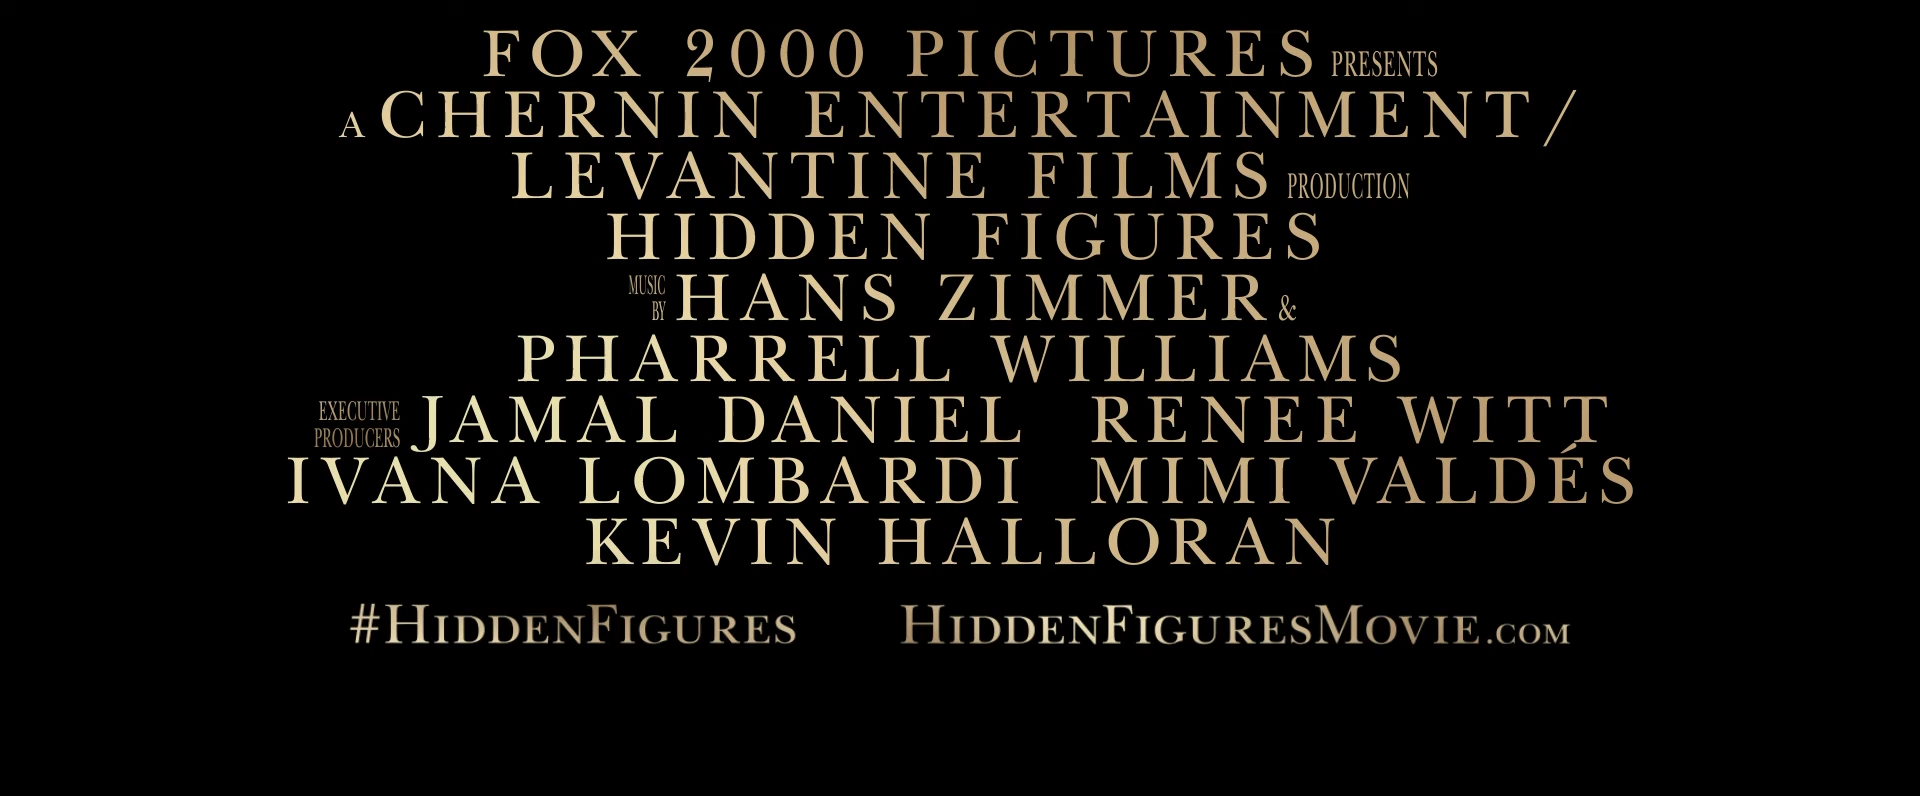 FOX 2000 PICTURES PRESENTS
A CHERNIN ENTERTAINMENT/
LEVANTINE FILMS PRODUCTION
HIDDEN FIGURES
MUSIC BY HANS ZIMMER &
PHARRELL WILLIAMS
EXECUTIVE PRODUCERS JAMAL DANIEL RENEE WITT
IVANA LOMBARDI MIMI VALDÉS
KEVIN HALLORAN
#HIDDENFIGURES HIDDENFIGURESMOVIE.COM